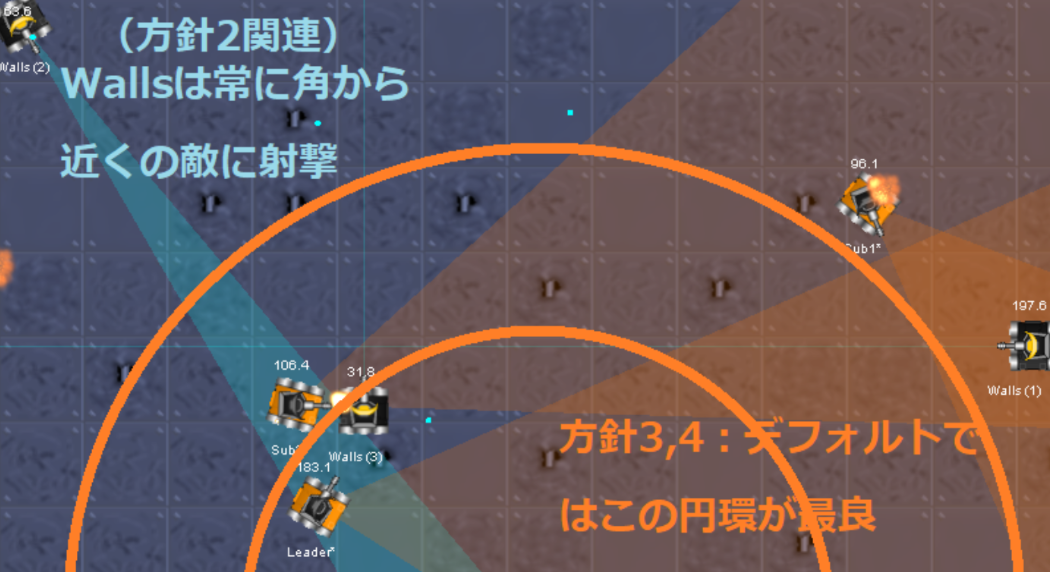 63.6
Walls (2)
（方針2関連）
Wallsは常に角から
近くの敵に射撃
96.1
Sub1*
197.6
Walls (1)
106.4
31.8
Walls (3)
183.1
Leader*
方針3,4：デフォルトで
はこの円環が最良